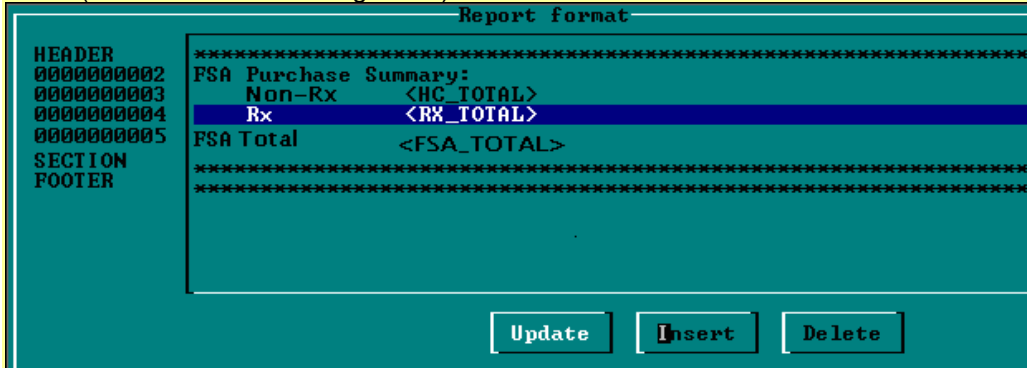 Report format
HEADER ******************************************************************
0000000002 FSA Purchase Summary:
0000000003 Non-Rx <HC_TOTAL>
0000000004 Rx <RX_TOTAL>
0000000005 FSA Total <FSA_TOTAL>
SECTION ******************************************************************
FOOTER ******************************************************************
Update Insert Delete